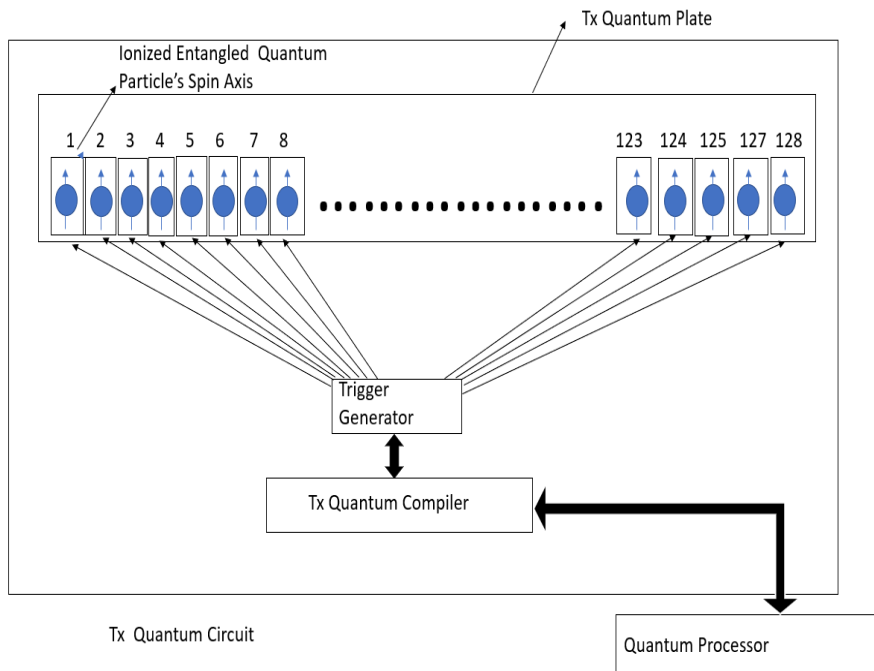 Tx Quantum Plate
Ionized Entangled Quantum
Particle's Spin Axis
1 2 3 4 5 6 7 8 123 124 125 127 128
Trigger
Generator
Tx Quantum Compiler
Tx Quantum Circuit
Quantum Processor